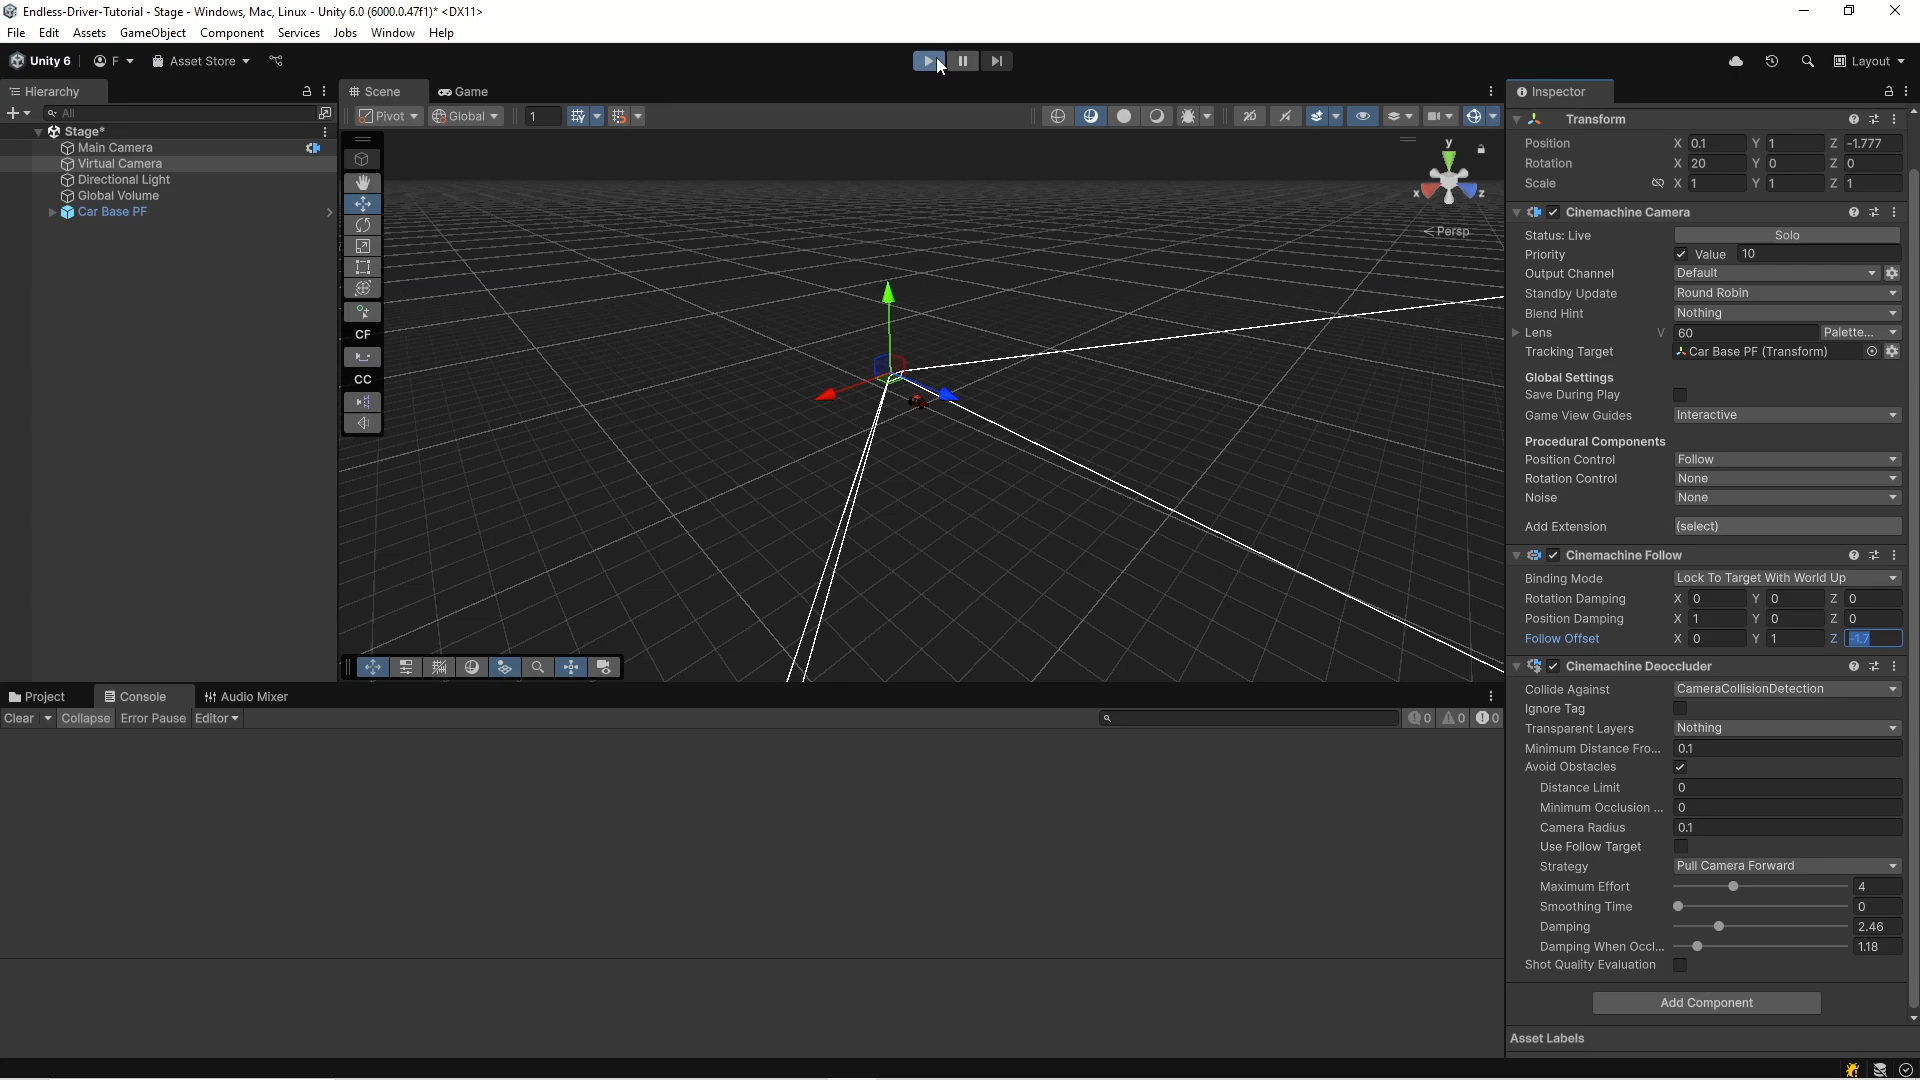 Endless-Driver-Tutorial - Stage - Windows, Mac, Linux - Unity 6.0 (6000.0.47f1)* <DX11>
File Edit Assets GameObject Component Services Jobs Window Help
Unity 6 F Asset Store Layout
Hierarchy
All
Stage*
Main Camera
Virtual Camera
Directional Light
Global Volume
Car Base PF
Scene Game
Pivot Global 1 2D
CF
CC
y
x z
< Persp
Project Console Audio Mixer
Clear Collapse Error Pause Editor 0 0 0
Inspector
Transform
Position X 0.1 Y 1 Z -1.777
Rotation X 20 Y 0 Z 0
Scale X 1 Y 1 Z 1
Cinemachine Camera
Status: Live Solo
Priority Value 10
Output Channel Default
Standby Update Round Robin
Blend Hint Nothing
Lens V 60 Palette...
Tracking Target Car Base PF (Transform)
Global Settings
Save During Play
Game View Guides Interactive
Procedural Components
Position Control Follow
Rotation Control None
Noise None
Add Extension (select)
Cinemachine Follow
Binding Mode Lock To Target With World Up
Rotation Damping X 0 Y 0 Z 0
Position Damping X 1 Y 0 Z 0
Follow Offset X 0 Y 1 Z -1.7
Cinemachine Deoccluder
Collide Against CameraCollisionDetection
Ignore Tag
Transparent Layers Nothing
Minimum Distance Fro... 0.1
Avoid Obstacles
Distance Limit 0
Minimum Occlusion ... 0
Camera Radius 0.1
Use Follow Target
Strategy Pull Camera Forward
Maximum Effort 4
Smoothing Time 0
Damping 2.46
Damping When Occl... 1.18
Shot Quality Evaluation
Add Component
Asset Labels